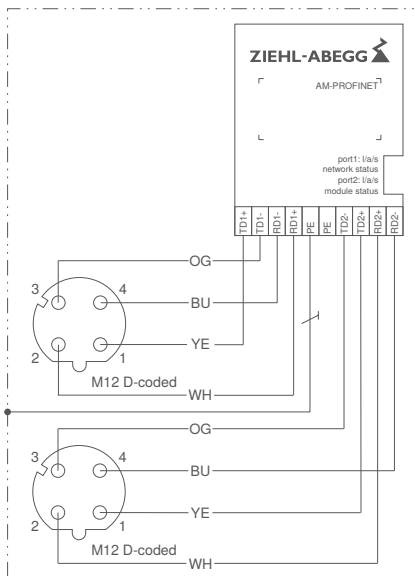 ZIEHL-ABEGG
AM-PROFINET
port1: l/a/s
network status
port2: l/a/s
module status
TD1+
TD1-
RD1-
RD1+
PE
PE
TD2-
TD2+
RD2+
RD2-
OG
3
4
BU
YE
2
1
M12 D-coded
WH
OG
3
4
BU
YE
2
1
M12 D-coded
WH